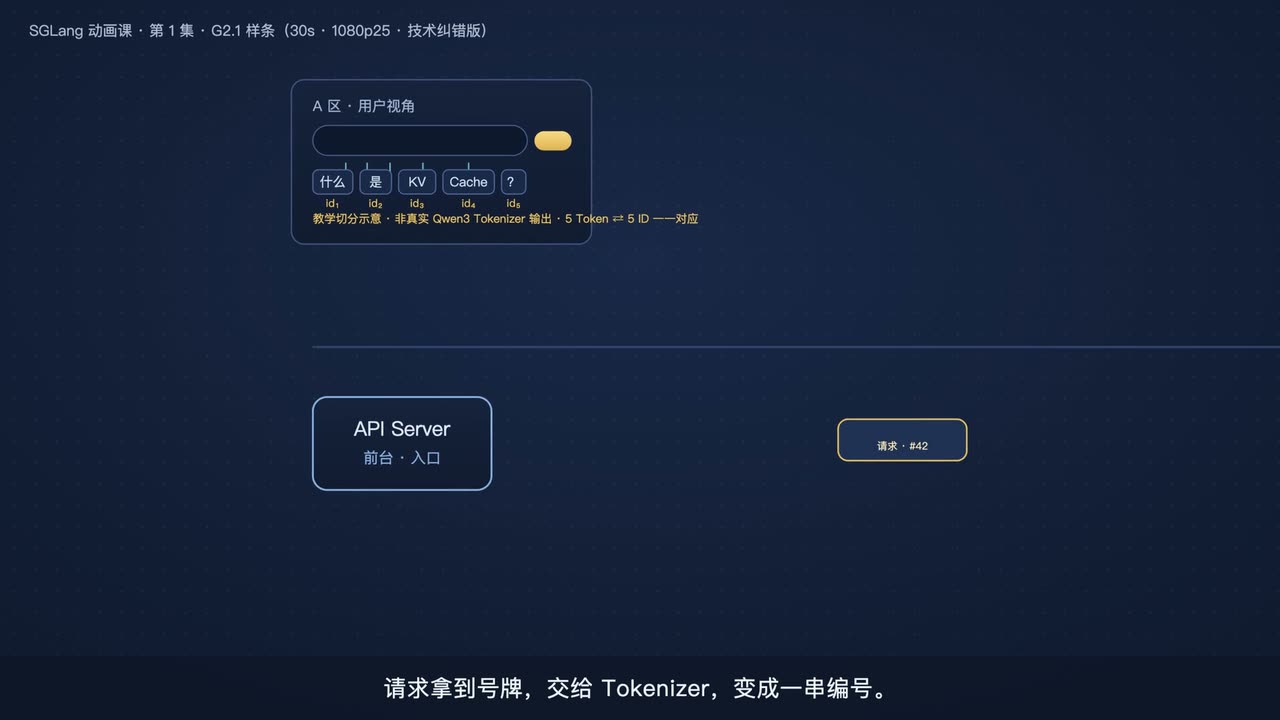 SGLang 动画课 · 第 1 集 · G2.1 样条（30s · 1080p25 · 技术纠错版）
A 区 · 用户视角
什么 是 KV Cache ？
id₁ id₂ id₃ id₄ id₅
教学切分示意 · 非真实 Qwen3 Tokenizer 输出 · 5 Token ⇄ 5 ID 一一对应
API Server
前台 · 入口
请求 · #42
请求拿到号牌，交给 Tokenizer，变成一串编号。